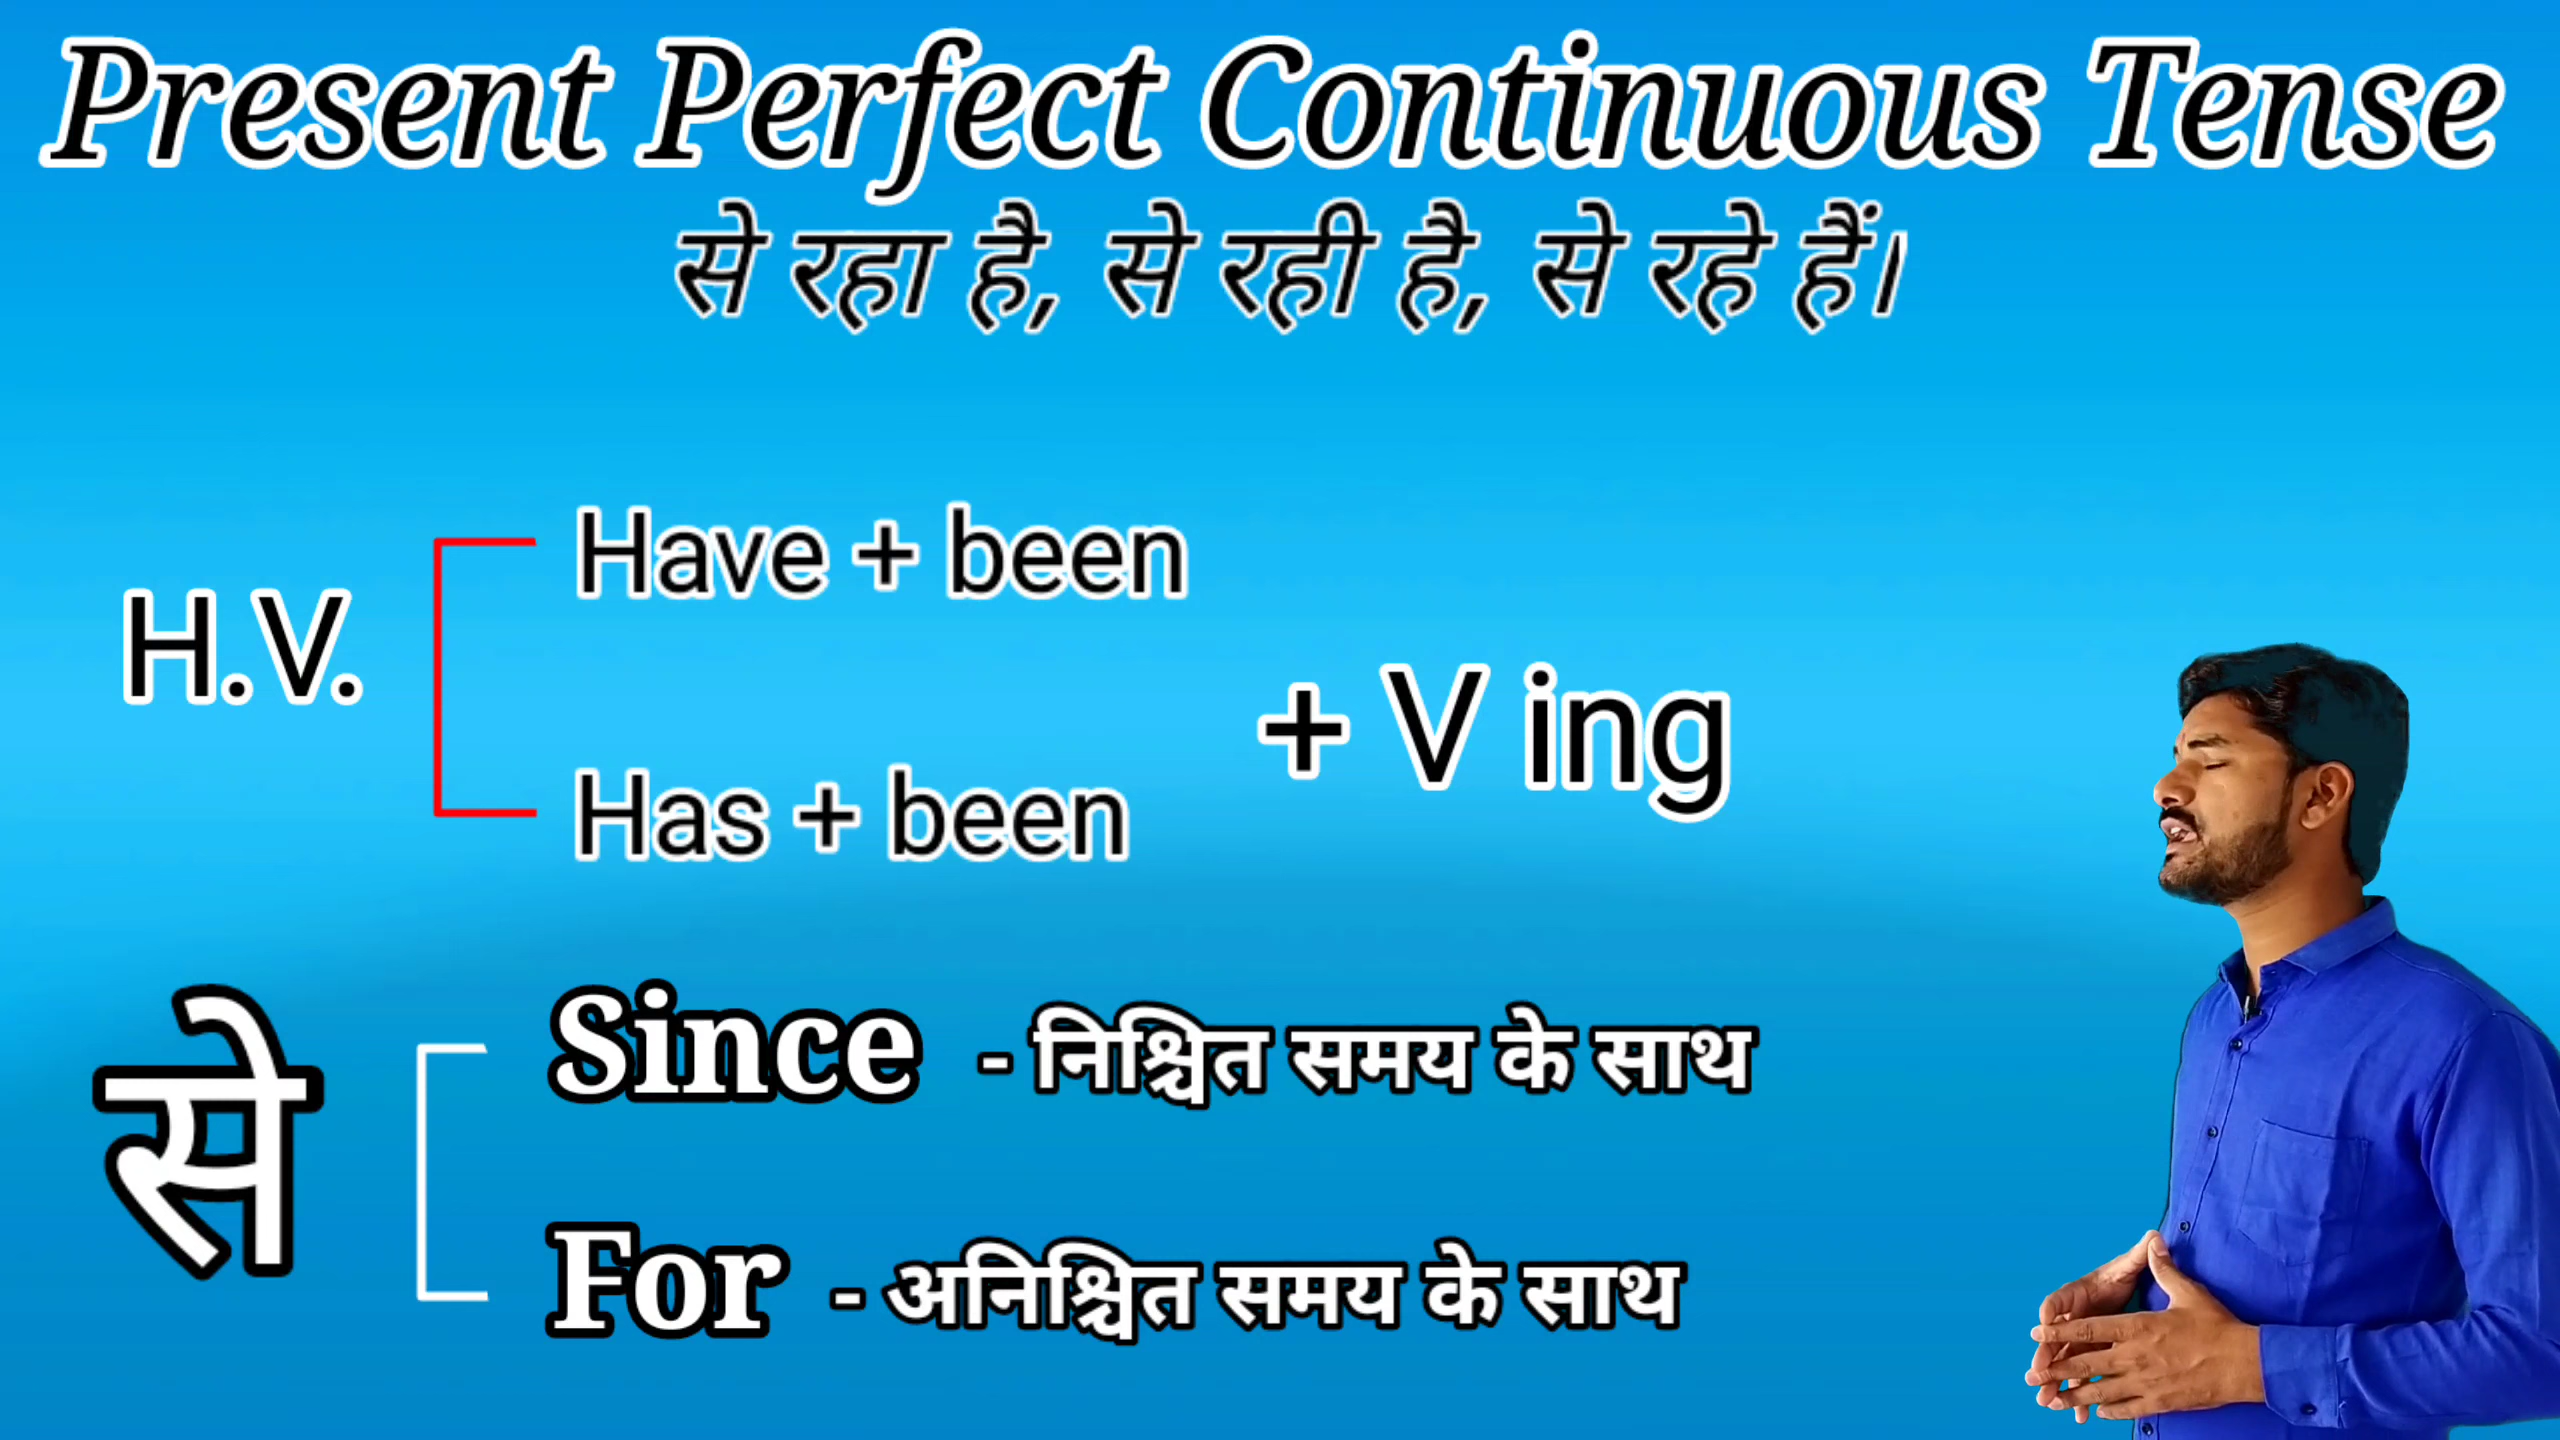 Present Perfect Continuous Tense
से रहा है, से रही है, से रहे हैं।
Have + been
H.V.
+ V ing
Has + been
Since - निश्चित समय के साथ
से
For - अनिश्चित समय के साथ